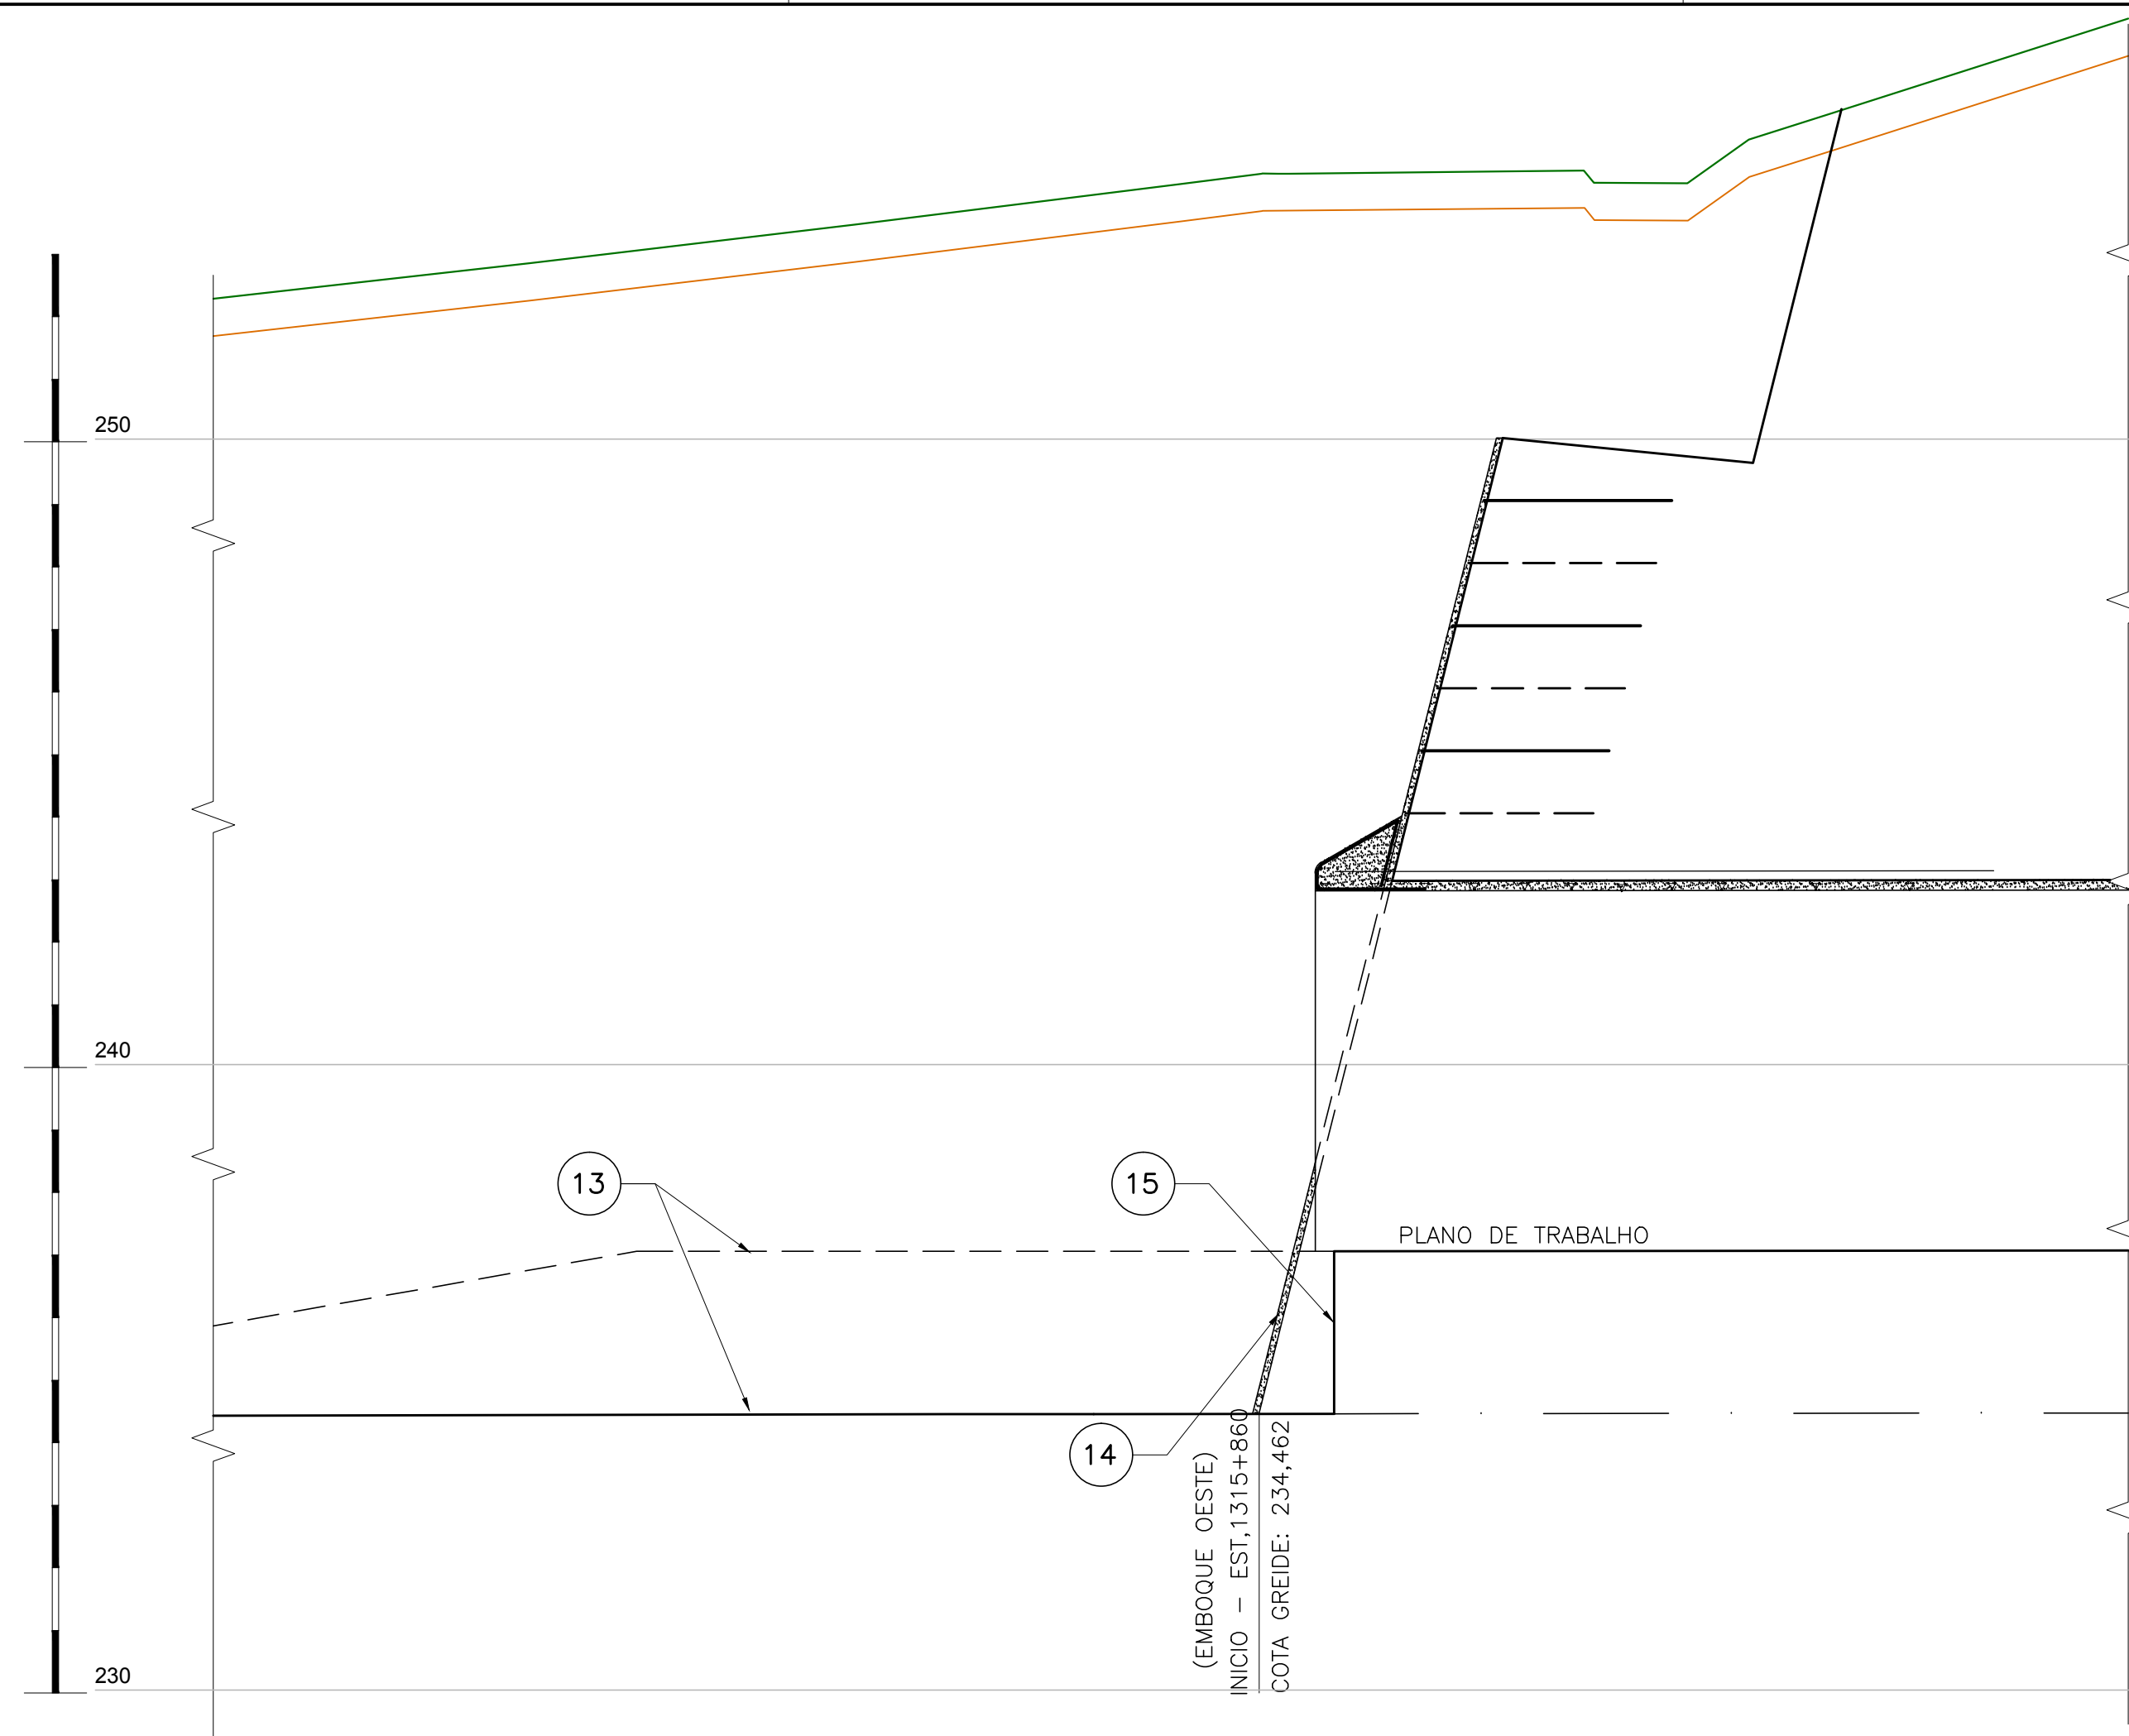 250
240
13
15
PLANO DE TRABALHO
14
(EMBOQUE OESTE)
INICIO - EST,1315+860
COTA GREIDE: 234,462
230